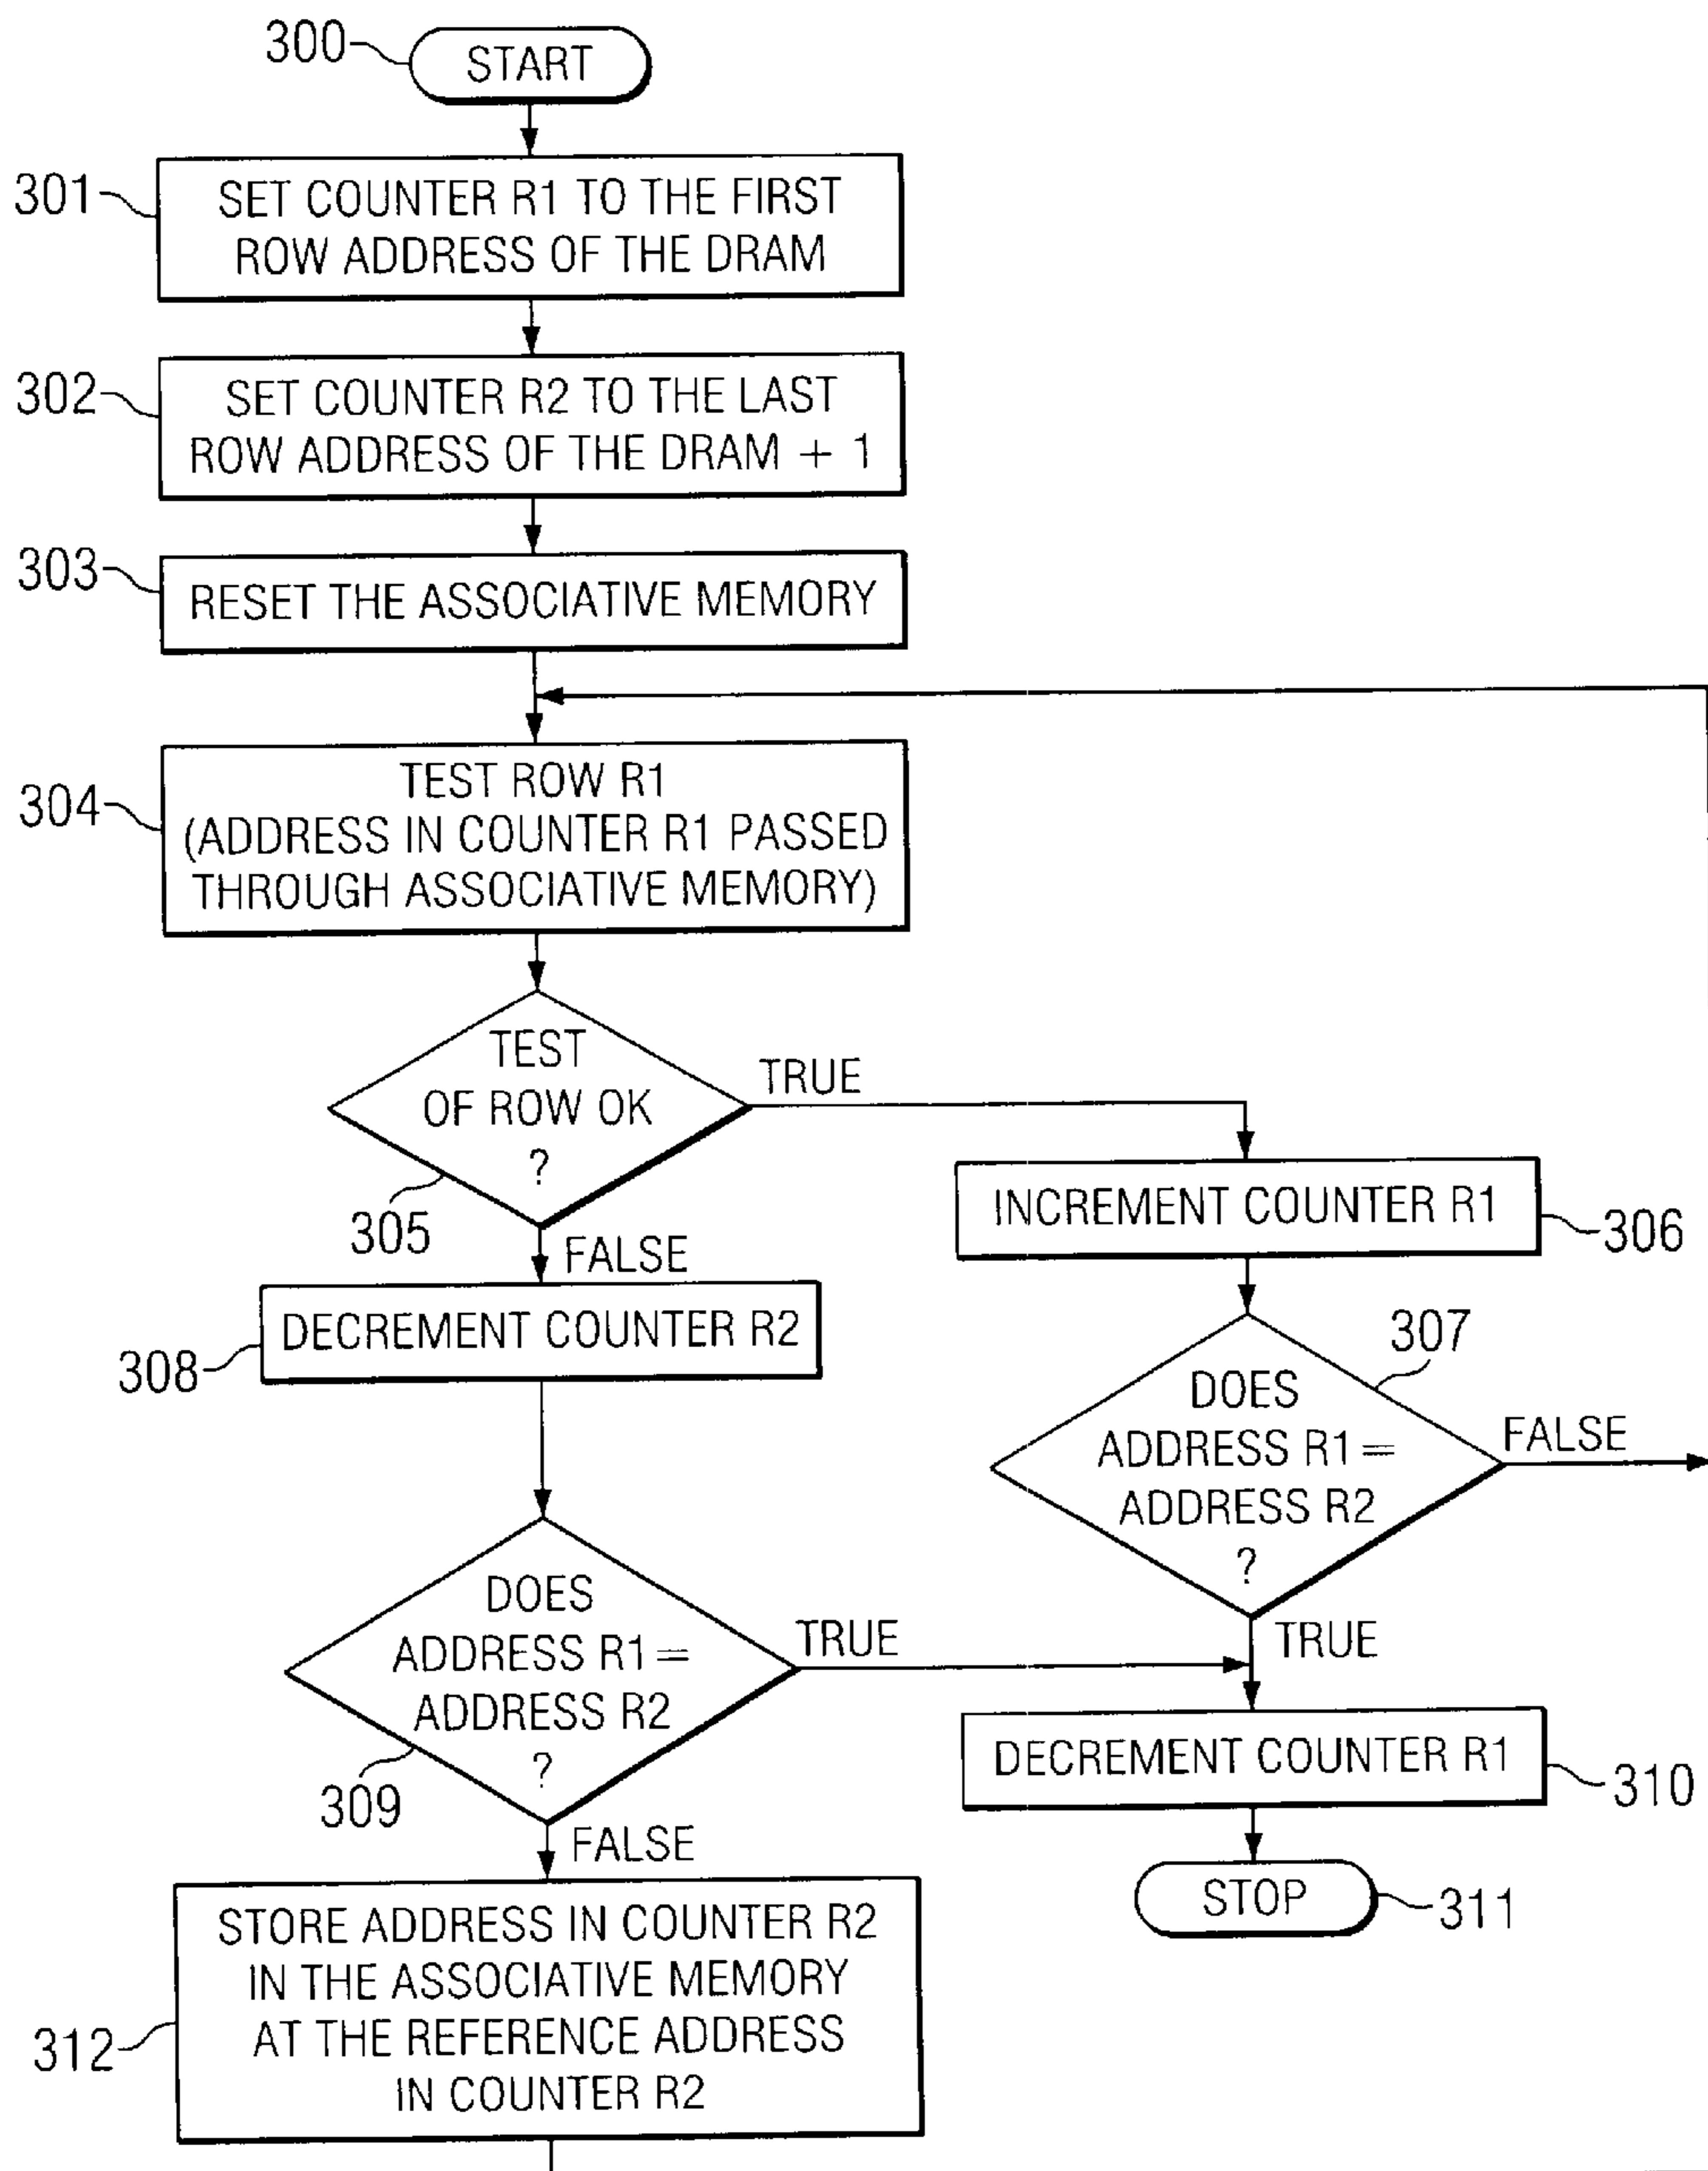 300
START
301
SET COUNTER R1 TO THE FIRST
ROW ADDRESS OF THE DRAM
302
SET COUNTER R2 TO THE LAST
ROW ADDRESS OF THE DRAM + 1
303
RESET THE ASSOCIATIVE MEMORY
304
TEST ROW R1
(ADDRESS IN COUNTER R1 PASSED
THROUGH ASSOCIATIVE MEMORY)
TEST
OF ROW OK
?
TRUE
305
FALSE
INCREMENT COUNTER R1
306
308
DECREMENT COUNTER R2
307
DOES
ADDRESS R1 =
ADDRESS R2
?
FALSE
TRUE
DOES
ADDRESS R1 =
ADDRESS R2
?
TRUE
309
FALSE
DECREMENT COUNTER R1
310
STOP
311
312
STORE ADDRESS IN COUNTER R2
IN THE ASSOCIATIVE MEMORY
AT THE REFERENCE ADDRESS
IN COUNTER R2